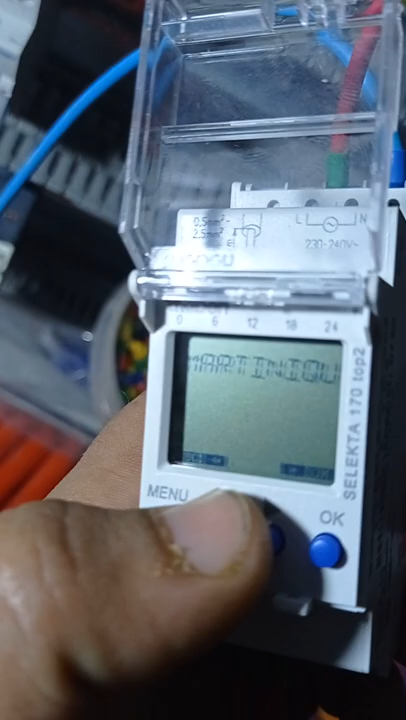 0,5mm²-
2,5mm²
L N
230-240V~
0 6 12 18 24
MARTINIQU
MENU
OK
SELEKTA 170 top2